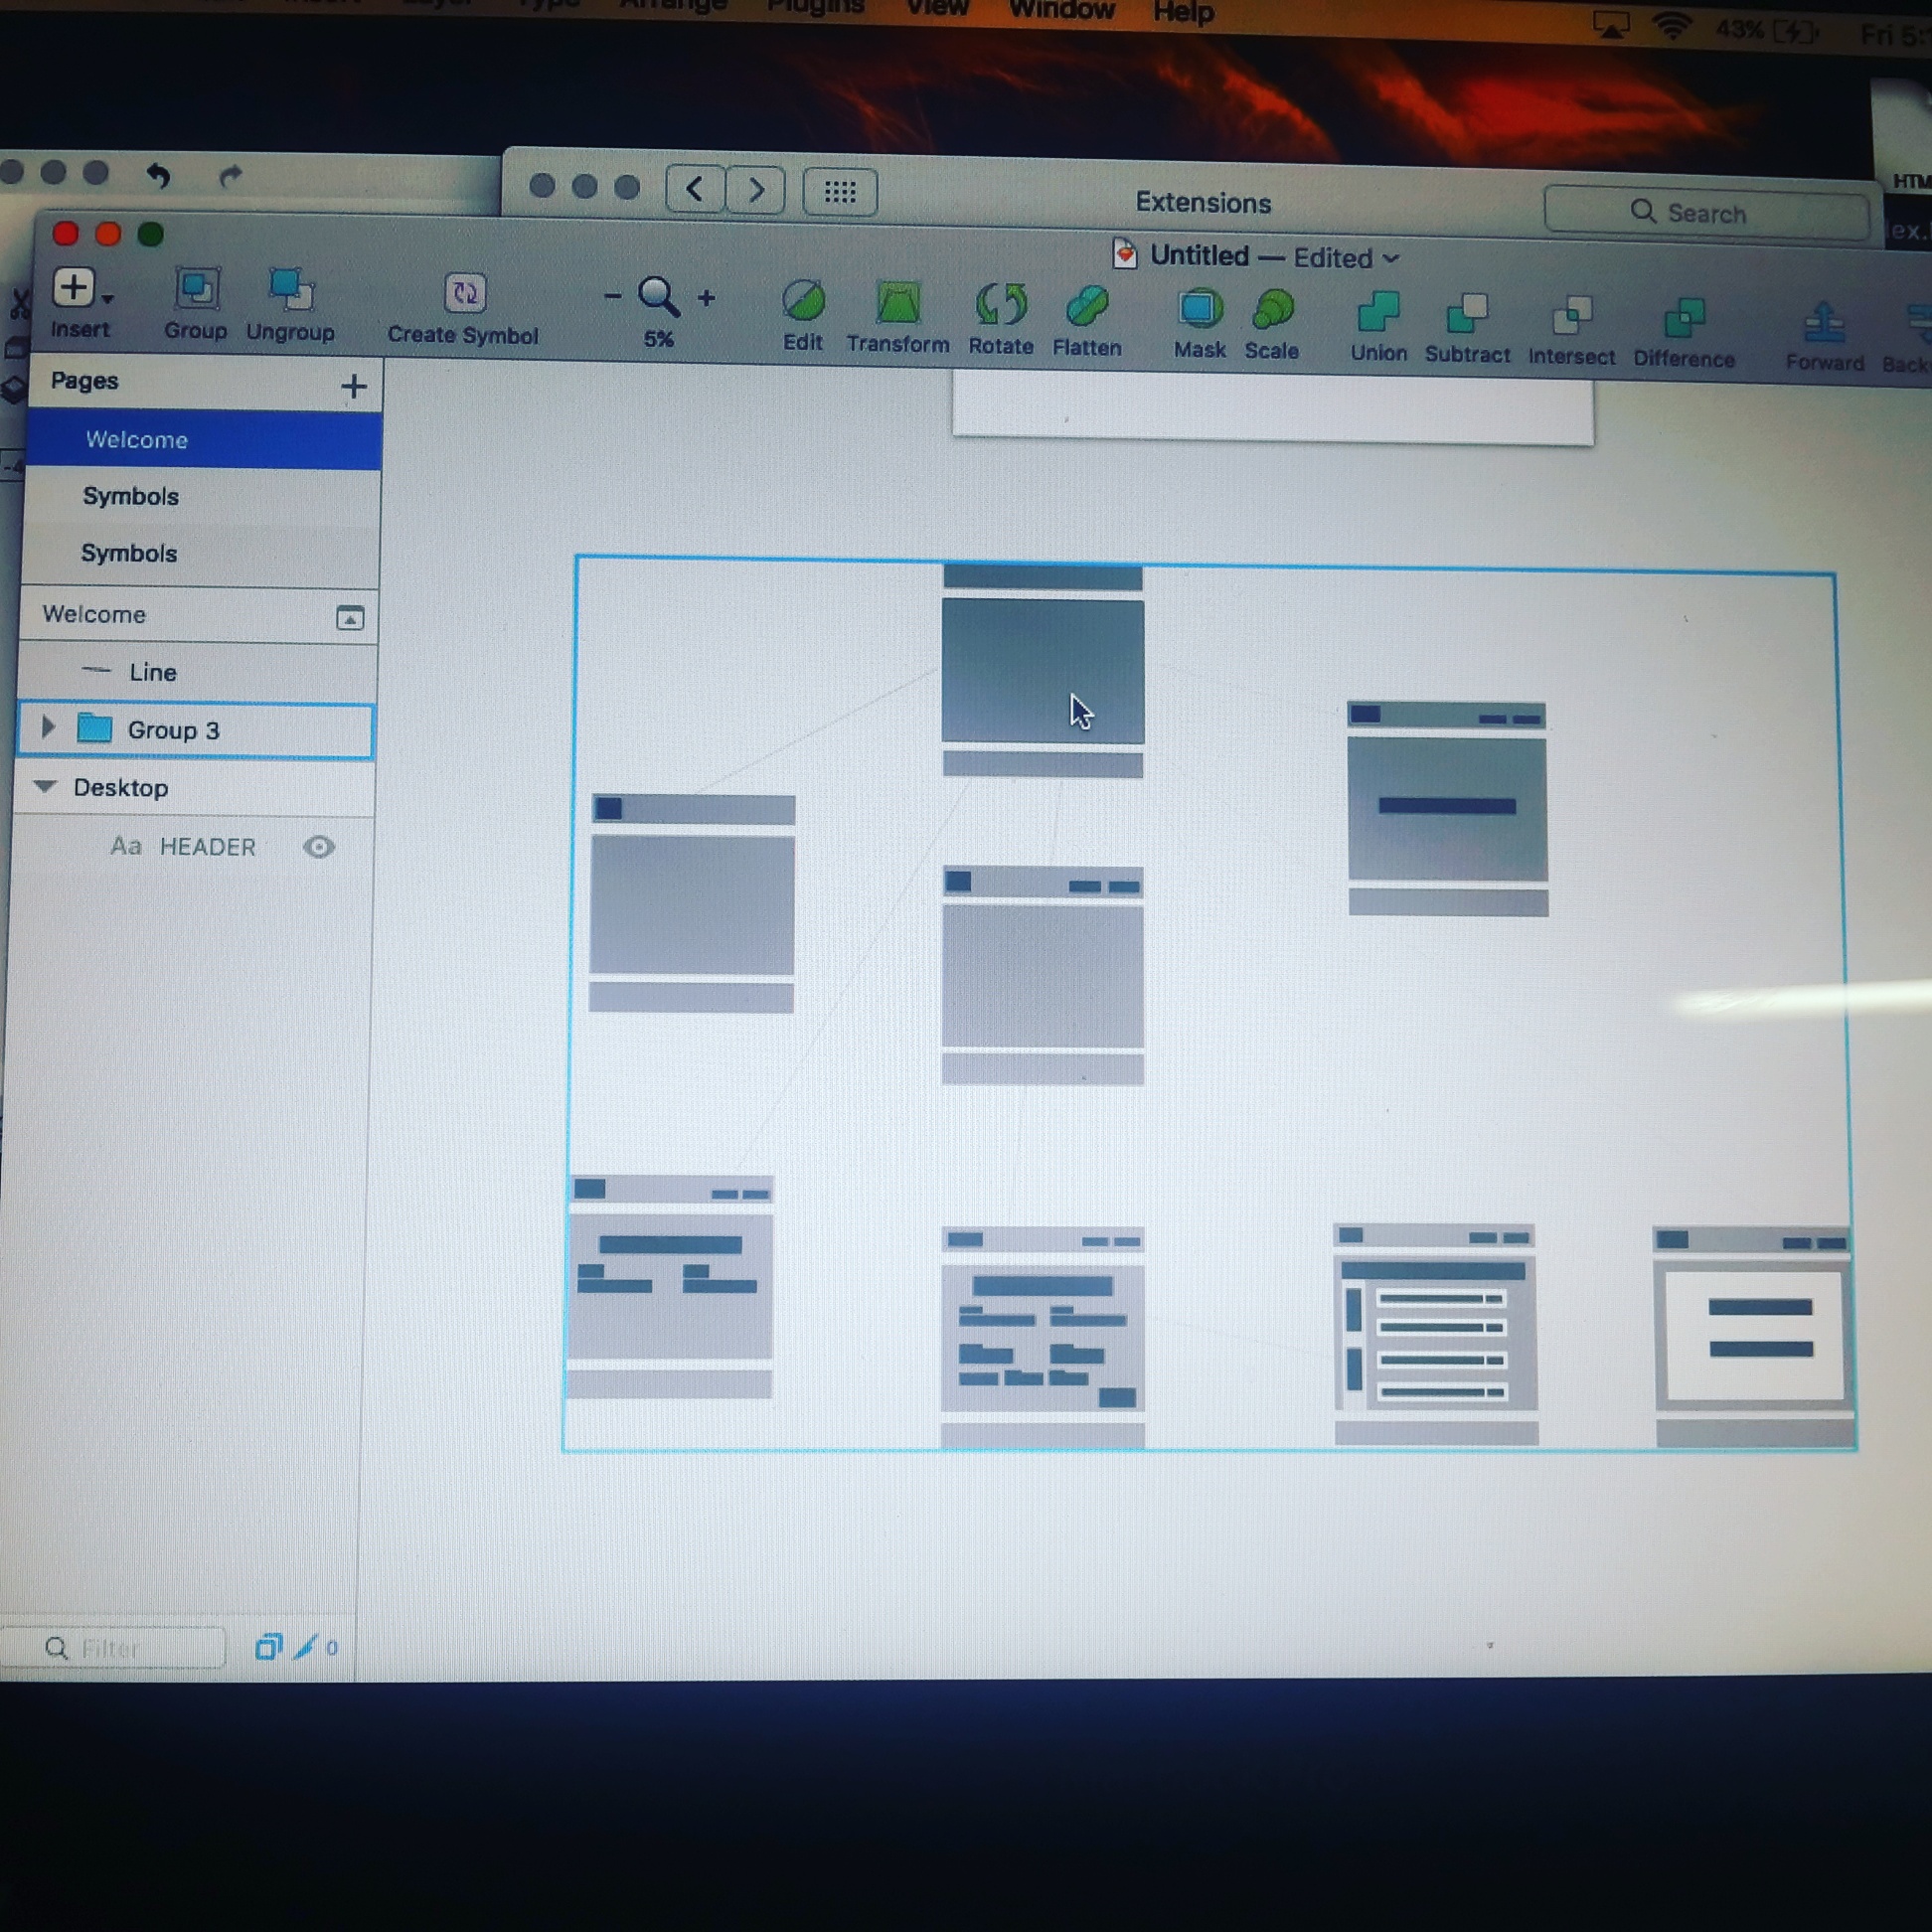 Plugins View Window Help 43% Fri 5:
Extensions Search
Untitled — Edited
Insert Group Ungroup Create Symbol 5% Edit Transform Rotate Flatten Mask Scale Union Subtract Intersect Difference Forward
Pages
Welcome
Symbols
Symbols
Welcome
Line
Group 3
Desktop
Aa HEADER
Filter 0